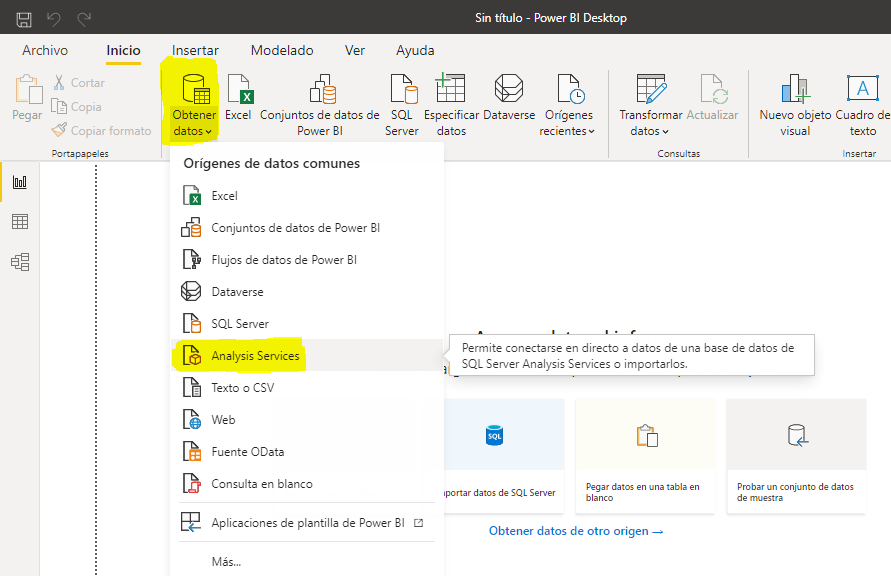 Sin título - Power BI Desktop
Archivo Inicio Insertar Modelado Ver Ayuda
Pegar
Cortar
Copia
Copiar formato
Portapapeles
Obtener
datos
Excel
Conjuntos de datos de
Power BI
SQL
Server
Especificar
datos
Dataverse
Orígenes
recientes
Transformar
datos
Actualizar
Consultas
Nuevo objeto
visual
Cuadro de
texto
Insertar
Orígenes de datos comunes
Excel
Conjuntos de datos de Power BI
Flujos de datos de Power BI
Dataverse
SQL Server
Analysis Services
Texto o CSV
Web
Fuente OData
Consulta en blanco
Aplicaciones de plantilla de Power BI
Más...
Permite conectarse en directo a datos de una base de datos de
SQL Server Analysis Services o importarlos.
SQL
portar datos de SQL Server
Pegar datos en una tabla en
blanco
Probar un conjunto de datos
de muestra
Obtener datos de otro origen →